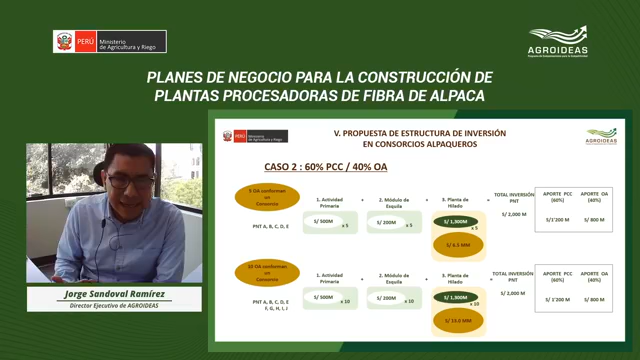 PERÚ
Ministerio
de Agricultura y Riego
AGROIDEAS
PLANES DE NEGOCIO PARA LA CONSTRUCCIÓN DE
PLANTAS PROCESADORAS DE FIBRA DE ALPACA
PERÚ
Ministerio
de Agricultura y Riego
V. PROPUESTA DE ESTRUCTURA DE INVERSIÓN
EN CONSORCIOS ALPAQUEROS
AGROIDEAS
CASO 2 : 60% PCC / 40% OA
5 OA conforman
un
Consorcio
1. Actividad
Primaria
+
2. Módulo de
Esquila
+
3. Planta de
Hilado
=
TOTAL INVERSIÓN
PNT
APORTE PCC
(60%)
APORTE OA
(40%)
PNT A, B, C, D, E
S/ 500M
x 5
S/ 200M
x 5
S/ 1,300M
x 5
S/ 6.5 MM
S/ 2,000 M
S/1'200 M
S/ 800 M
10 OA conforman
un
Consorcio
1. Actividad
Primaria
+
2. Módulo de
Esquila
+
3. Planta de
Hilado
=
TOTAL INVERSIÓN
PNT
APORTE PCC
(60%)
APORTE OA
(40%)
PNT A, B, C, D, E
F, G, H, I, J
S/ 500M
x 10
S/ 200M
x 10
S/ 1,300M
x 10
S/ 13.0 MM
S/ 2,000 M
S/ 1'200 M
S/ 800 M
Jorge Sandoval Ramírez
Director Ejecutivo de AGROIDEAS